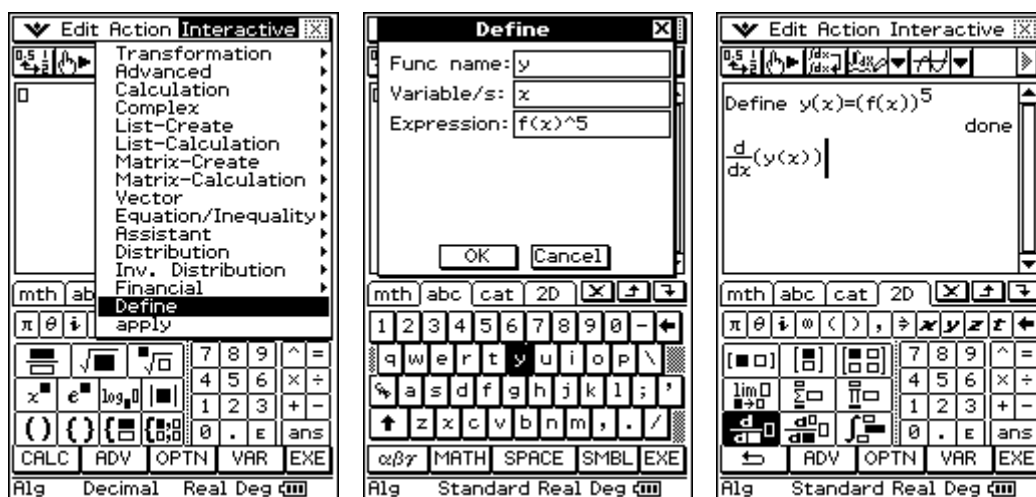 Edit Action Interactive
Transformation
Advanced
Calculation
Complex
List-Create
List-Calculation
Matrix-Create
Matrix-Calculation
Vector
Equation/Inequality
Assistant
Distribution
Inv. Distribution
Financial
Define
apply
mth ab
π θ i
7 8 9 ^ =
4 5 6 × ÷
1 2 3 + -
0 . E ans
CALC ADV OPTN VAR EXE
Alg Decimal Real Deg
Define
Func name: y
Variable/s: x
Expression: f(x)^5
OK Cancel
mth abc cat 2D
1 2 3 4 5 6 7 8 9 0 -
q w e r t y u i o p \
a s d f g h j k l ; '
z x c v b n m , . /
αβγ MATH SPACE SMBL EXE
Alg Standard Real Deg
Edit Action Interactive
Define y(x)=(f(x))^5
done
d/dx(y(x))
mth abc cat 2D
π θ i ∞ ( ) , ⇒ x y z t
7 8 9 ^ =
lim 4 5 6 × ÷
1 2 3 + -
0 . E ans
ADV OPTN VAR EXE
Alg Standard Real Deg